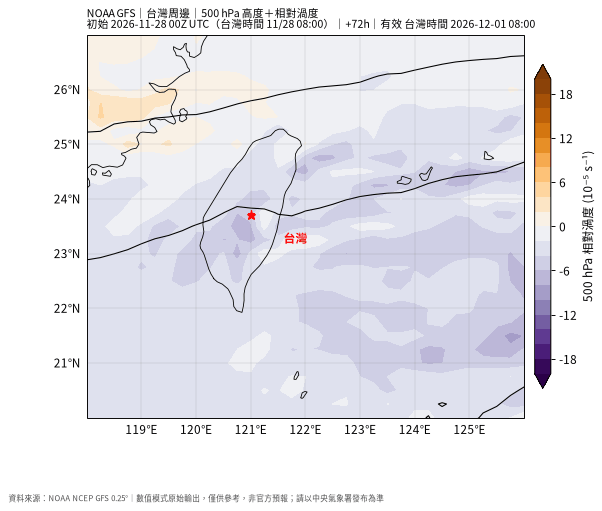 NOAA GFS｜台灣周邊｜500 hPa 高度＋相對渦度
初始 2026-11-28 00Z UTC（台灣時間 11/28 08:00）｜+72h｜有效 台灣時間 2026-12-01 08:00
26°N
25°N
24°N
23°N
22°N
21°N
台灣
119°E 120°E 121°E 122°E 123°E 124°E 125°E
18
12
6
0
-6
-12
-18
500 hPa 相對渦度 (10⁻⁵ s⁻¹)
資料來源：NOAA NCEP GFS 0.25°｜數值模式原始輸出，僅供參考，非官方預報；請以中央氣象署發布為準